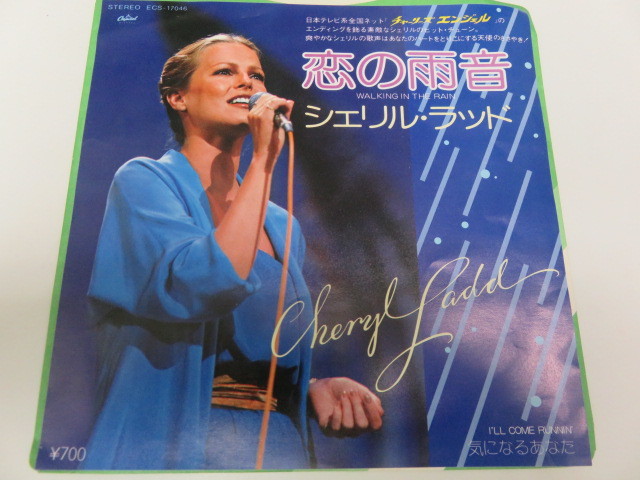 STEREO ECS-17046
Capitol
日本テレビ系全国ネット!「チャーリーズ エンジェル」の
エンディングを飾る素敵なシェリルのヒット・チューン。
爽やかなシェリルの歌声はあなたのハートをとりこにする天使のささやき!
恋の雨音
WALKING IN THE RAIN
シェリル・ラッド
Cheryl Ladd
I'LL COME RUNNIN'
気になるあなた
¥700